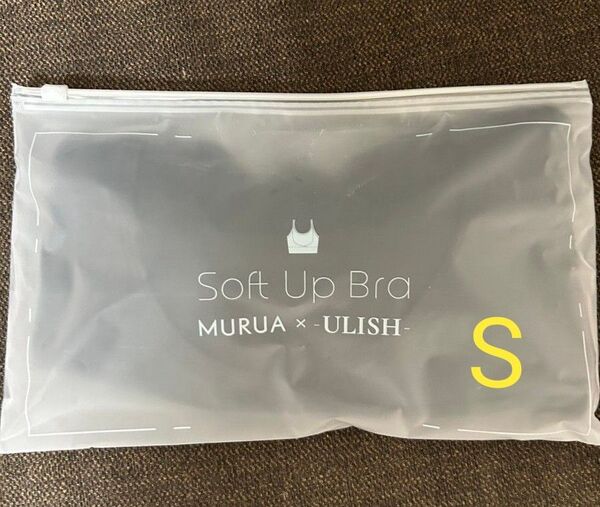 Soft Up Bra
MURUA × -ULISH-
S